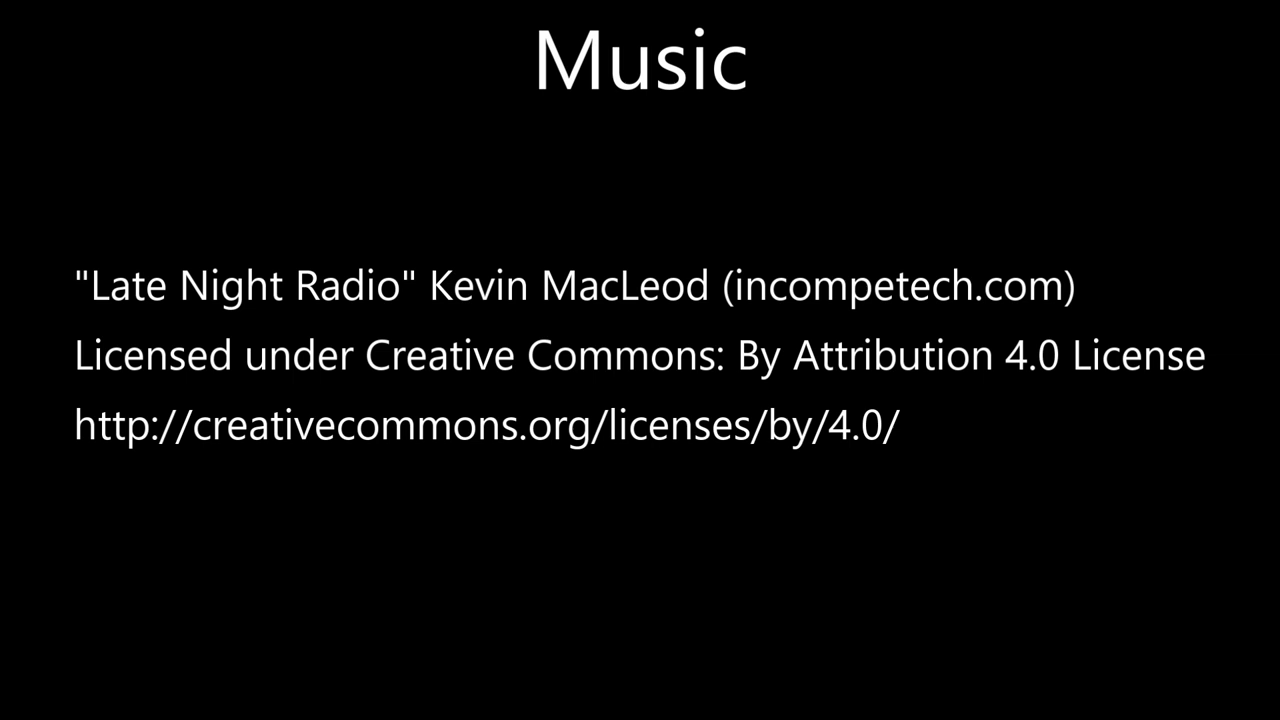 Music
"Late Night Radio" Kevin MacLeod (incompetech.com)
Licensed under Creative Commons: By Attribution 4.0 License
http://creativecommons.org/licenses/by/4.0/